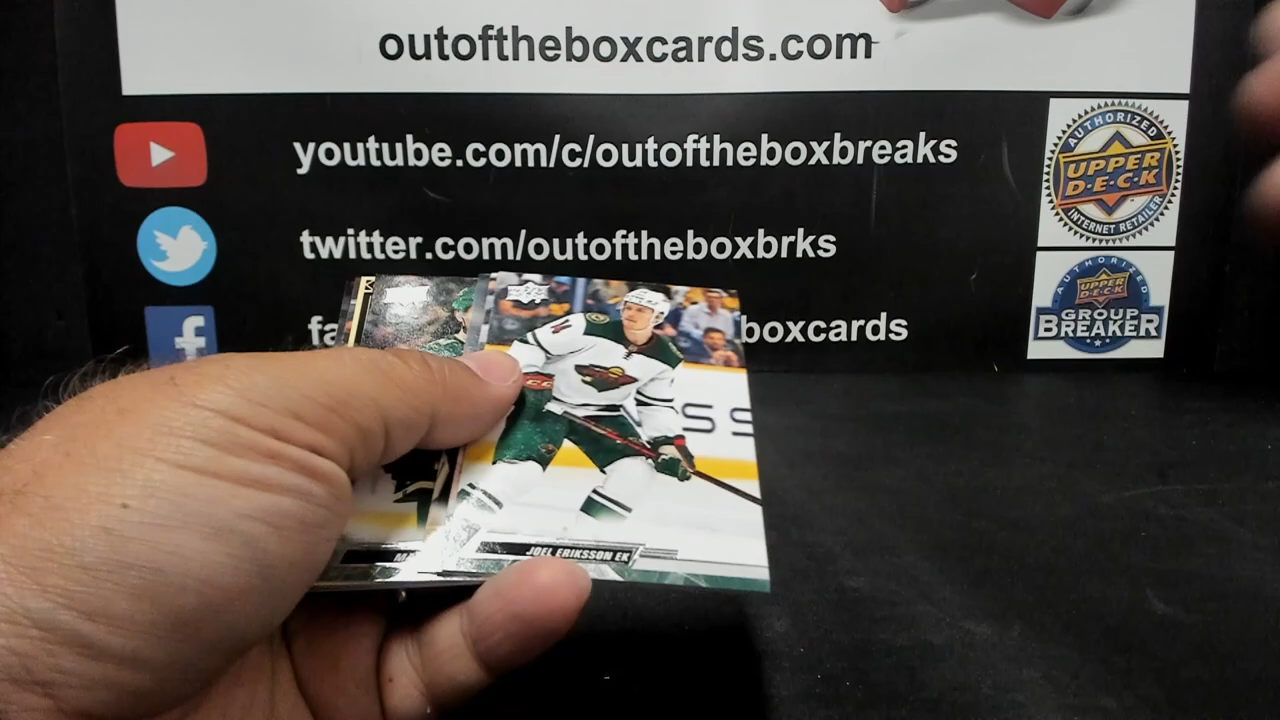 outoftheboxcards.com
youtube.com/c/outoftheboxbreaks
twitter.com/outoftheboxbrks
fa
boxcards
AUTHORIZED
UPPER
D·E·C·K
INTERNET RETAILER
AUTHORIZED
UPPER
DECK
GROUP
BREAKER
JOEL ERIKSSON EK